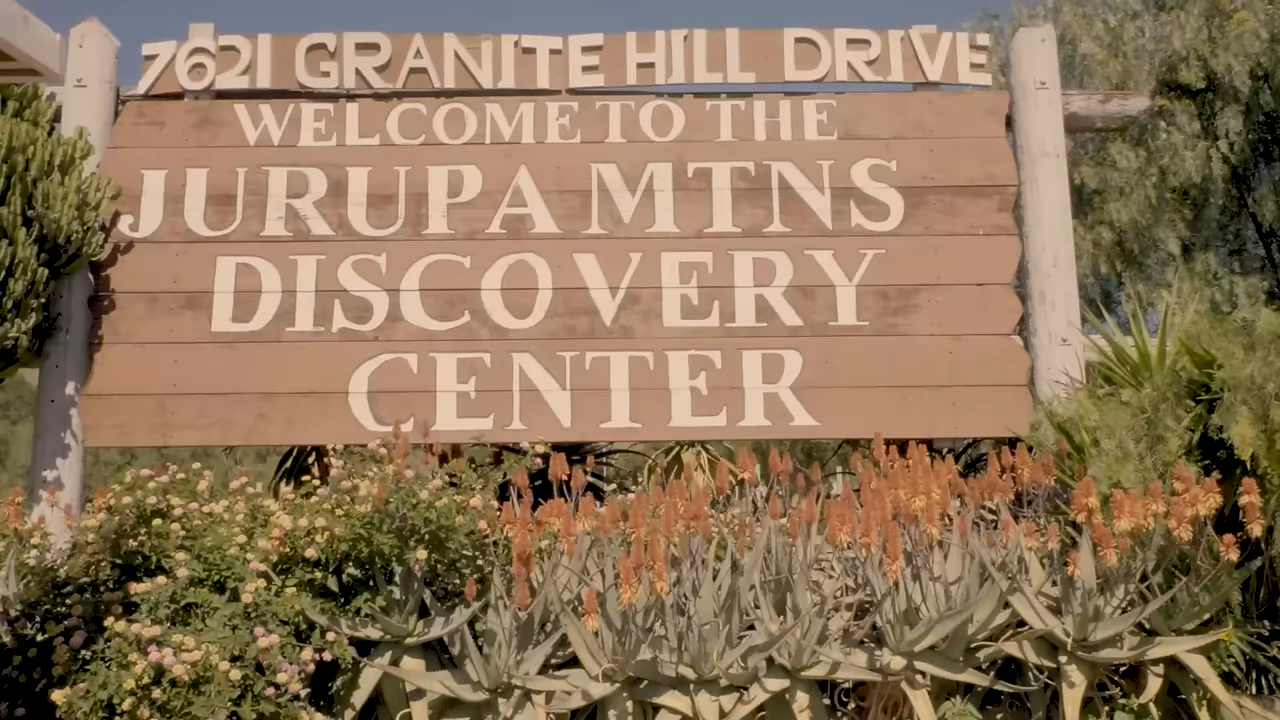 7621 GRANITE HILL DRIVE
WELCOME TO THE
JURUPA MTNS
DISCOVERY
CENTER